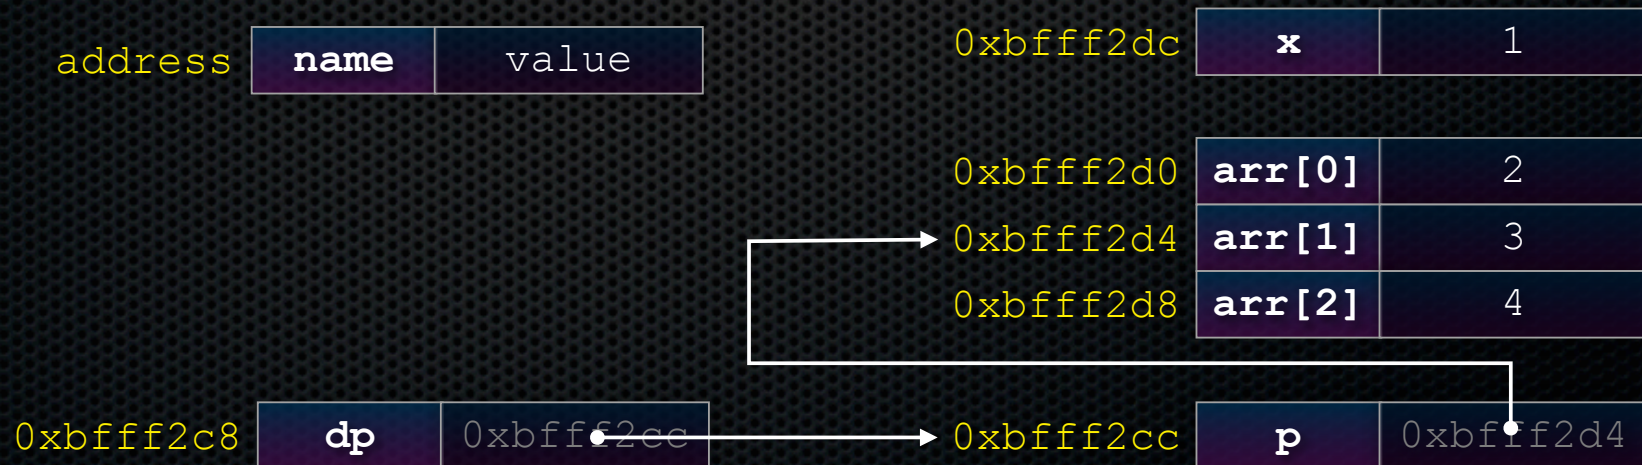 address name value
0xbfff2dc x 1
0xbfff2d0 arr[0] 2
0xbfff2d4 arr[1] 3
0xbfff2d8 arr[2] 4
0xbfff2c8 dp 0xbfff2cc
0xbfff2cc p 0xbfff2d4